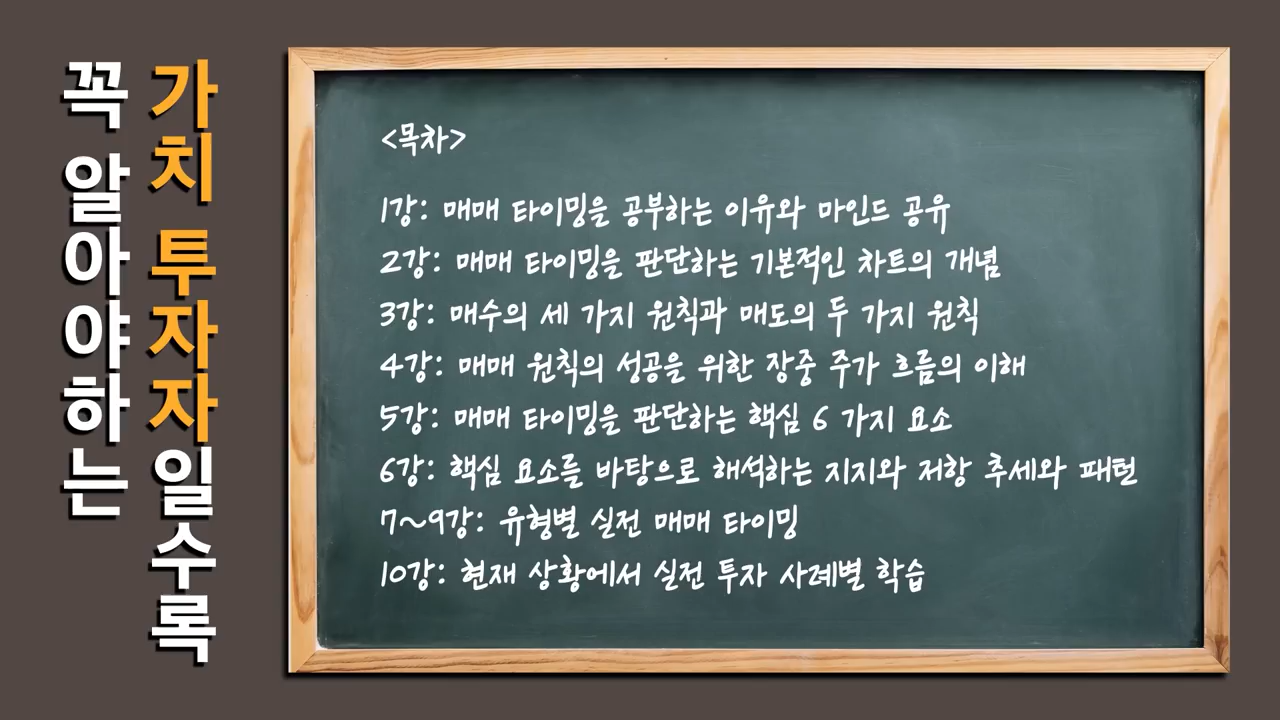 가치 투자자일수록
꼭 알아야하는
<목차>
1강: 매매 타이밍을 공부하는 이유와 마인드 공유
2강: 매매 타이밍을 판단하는 기본적인 차트의 개념
3강: 매수의 세 가지 원칙과 매도의 두 가지 원칙
4강: 매매 원칙의 성공을 위한 장중 주가 흐름의 이해
5강: 매매 타이밍을 판단하는 핵심 6 가지 요소
6강: 핵심 요소를 바탕으로 해석하는 지지와 저항 추세와 패턴
7~9강: 유형별 실전 매매 타이밍
10강: 현재 상황에서 실전 투자 사례별 학습